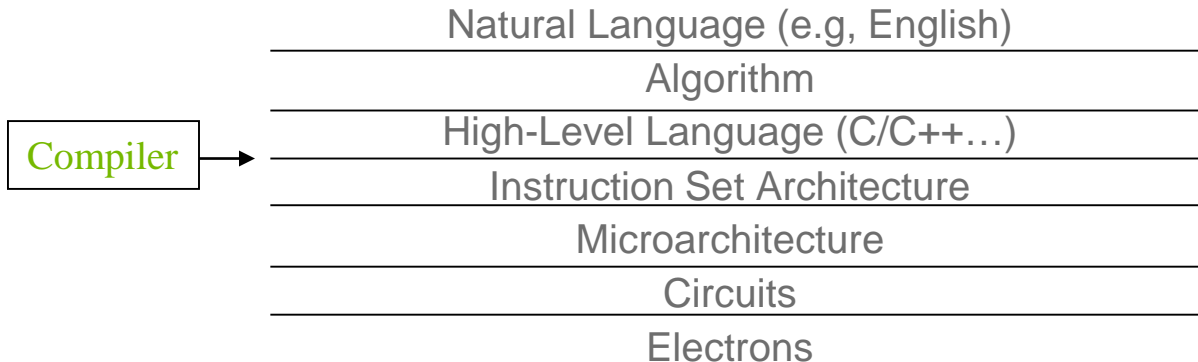 Natural Language (e.g, English)
Algorithm
High-Level Language (C/C++…)
Compiler
Instruction Set Architecture
Microarchitecture
Circuits
Electrons